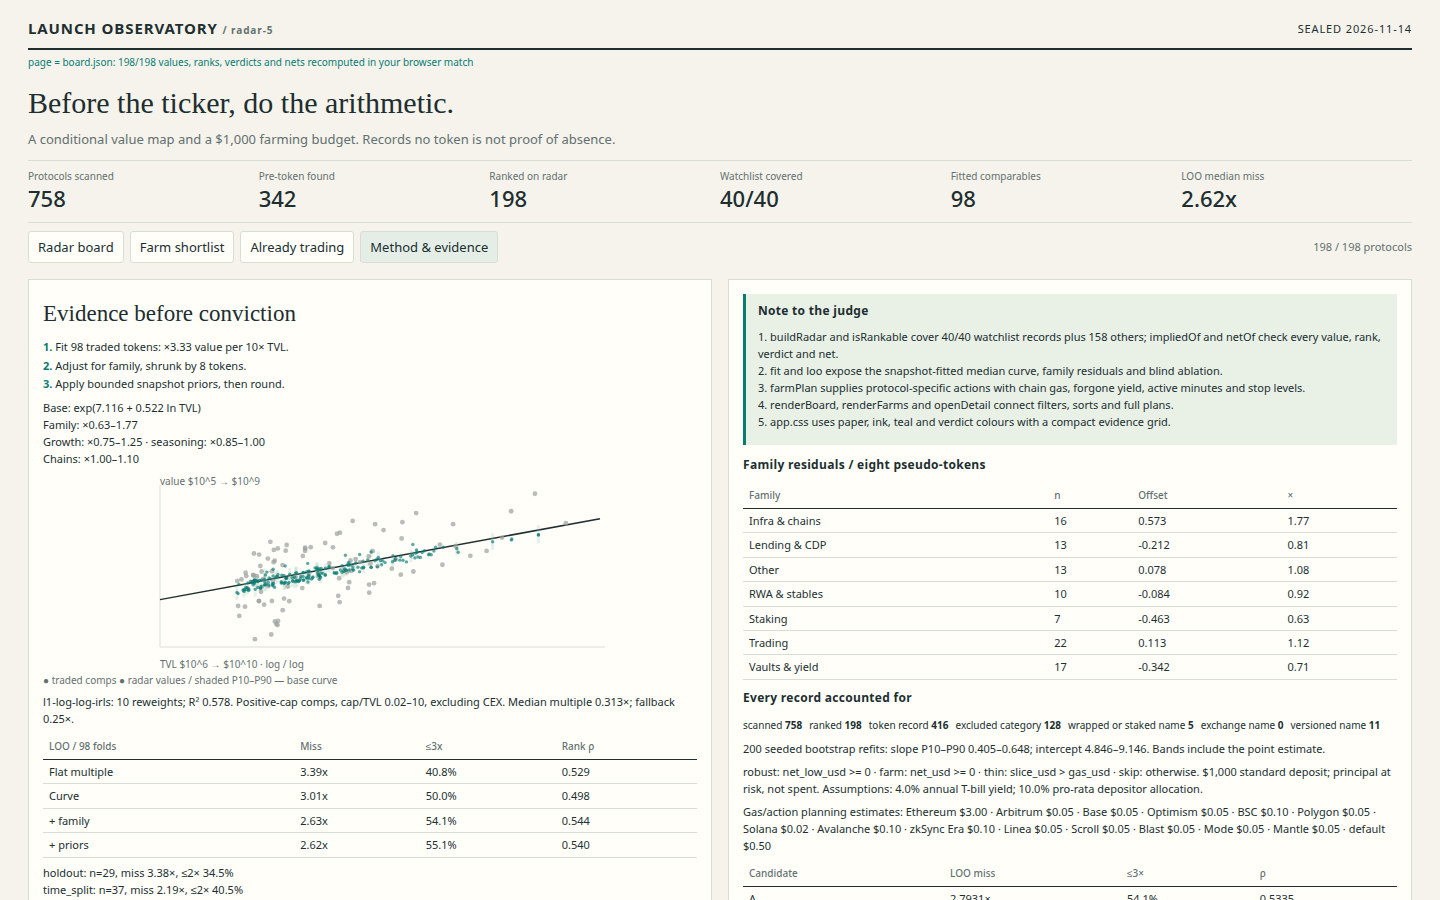 LAUNCH OBSERVATORY / radar-5
SEALED 2026-11-14
page = board.json: 198/198 values, ranks, verdicts and nets recomputed in your browser match
Before the ticker, do the arithmetic.
A conditional value map and a $1,000 farming budget. Records no token is not proof of absence.
Protocols scanned
758
Pre-token found
342
Ranked on radar
198
Watchlist covered
40/40
Fitted comparables
98
LOO median miss
2.62x
Radar board
Farm shortlist
Already trading
Method & evidence
198 / 198 protocols
Evidence before conviction
1. Fit 98 traded tokens: ×3.33 value per 10× TVL.
2. Adjust for family, shrunk by 8 tokens.
3. Apply bounded snapshot priors, then round.
Base: exp(7.116 + 0.522 ln TVL)
Family: ×0.63–1.77
Growth: ×0.75–1.25 · seasoning: ×0.85–1.00
Chains: ×1.00–1.10
value $10^5 → $10^9
TVL $10^6 → $10^10 · log / log
● traded comps ● radar values / shaded P10–P90 — base curve
l1-log-log-irls: 10 reweights; R² 0.578. Positive-cap comps, cap/TVL 0.02–10, excluding CEX. Median multiple 0.313×; fallback
0.25×.
LOO / 98 folds Miss ≤3x Rank ρ
Flat multiple 3.39x 40.8% 0.529
Curve 3.01x 50.0% 0.498
+ family 2.63x 54.1% 0.544
+ priors 2.62x 55.1% 0.540
holdout: n=29, miss 3.38×, ≤2× 34.5%
time_split: n=37, miss 2.19×, ≤2× 40.5%
Note to the judge
1. buildRadar and isRankable cover 40/40 watchlist records plus 158 others; impliedOf and netOf check every value, rank,
verdict and net.
2. fit and loo expose the snapshot-fitted median curve, family residuals and blind ablation.
3. farmPlan supplies protocol-specific actions with chain gas, forgone yield, active minutes and stop levels.
4. renderBoard, renderFarms and openDetail connect filters, sorts and full plans.
5. app.css uses paper, ink, teal and verdict colours with a compact evidence grid.
Family residuals / eight pseudo-tokens
Family n Offset ×
Infra & chains 16 0.573 1.77
Lending & CDP 13 -0.212 0.81
Other 13 0.078 1.08
RWA & stables 10 -0.084 0.92
Staking 7 -0.463 0.63
Trading 22 0.113 1.12
Vaults & yield 17 -0.342 0.71
Every record accounted for
scanned 758 ranked 198 token record 416 excluded category 128 wrapped or staked name 5 exchange name 0 versioned name 11
200 seeded bootstrap refits: slope P10–P90 0.405–0.648; intercept 4.846–9.146. Bands include the point estimate.
robust: net_low_usd >= 0 · farm: net_usd >= 0 · thin: slice_usd > gas_usd · skip: otherwise. $1,000 standard deposit; principal at
risk, not spent. Assumptions: 4.0% annual T-bill yield; 10.0% pro-rata depositor allocation.
Gas/action planning estimates: Ethereum $3.00 · Arbitrum $0.05 · Base $0.05 · Optimism $0.05 · BSC $0.10 · Polygon $0.05 ·
Solana $0.02 · Avalanche $0.10 · zkSync Era $0.10 · Linea $0.05 · Scroll $0.05 · Blast $0.05 · Mode $0.05 · Mantle $0.05 · default
$0.50
Candidate LOO miss ≤3× ρ
A 2.7931x 54.1% 0.5335